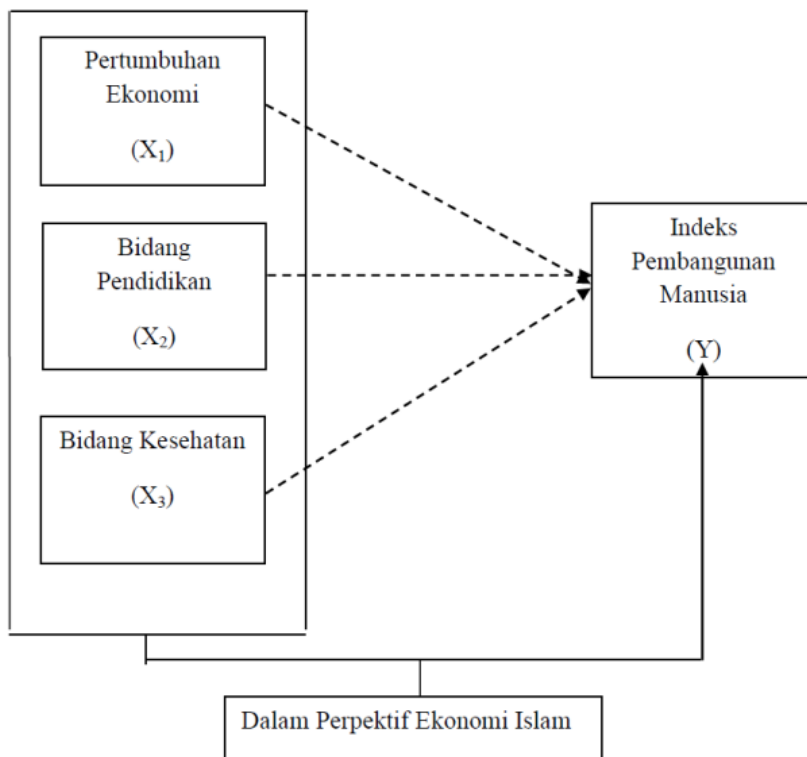 Pertumbuhan
Ekonomi
(X₁)
Bidang
Pendidikan
(X₂)
Bidang Kesehatan
(X₃)
Indeks
Pembangunan
Manusia
(Y)
Dalam Perpektif Ekonomi Islam